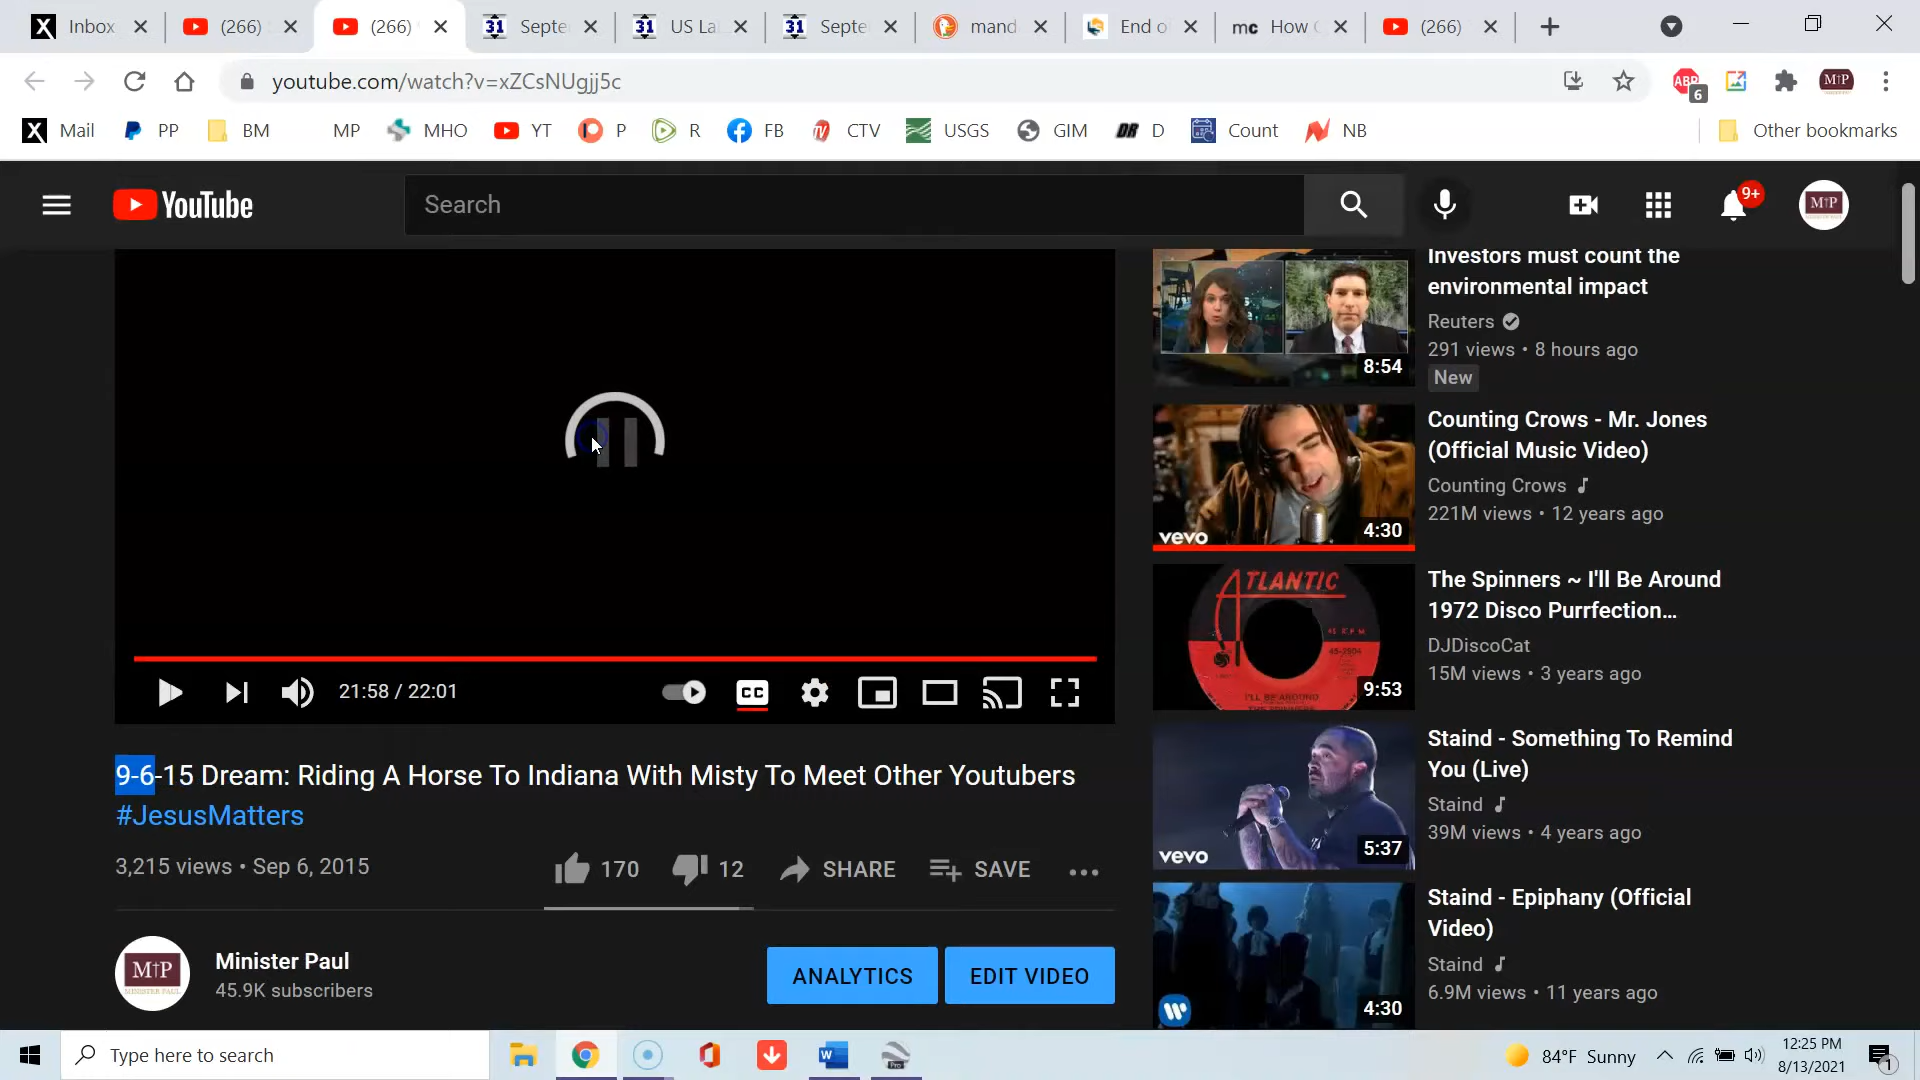 Inbox
(266)
(266)
Septe
US La
Septe
mand
End o
mc How
(266)
youtube.com/watch?v=xZCsNUgjj5c
ABP
6
M†P
Mail
PP
BM
MP
MHO
YT
P
R
FB
CTV
USGS
GIM
DR D
Count
NB
Other bookmarks
YouTube
Search
9+
M†P
Investors must count the
environmental impact
Reuters
291 views • 8 hours ago
New
8:54
Counting Crows - Mr. Jones
(Official Music Video)
Counting Crows
221M views • 12 years ago
vevo
4:30
The Spinners ~ I'll Be Around
1972 Disco Purrfection...
DJDiscoCat
15M views • 3 years ago
ATLANTIC
9:53
Staind - Something To Remind
You (Live)
Staind
39M views • 4 years ago
vevo
5:37
Staind - Epiphany (Official
Video)
Staind
6.9M views • 11 years ago
4:30
21:58 / 22:01
CC
9-6-15 Dream: Riding A Horse To Indiana With Misty To Meet Other Youtubers
#JesusMatters
3,215 views • Sep 6, 2015
170
12
SHARE
SAVE
M†P
MINISTER PAUL
Minister Paul
45.9K subscribers
ANALYTICS
EDIT VIDEO
Type here to search
84°F Sunny
12:25 PM
8/13/2021
1